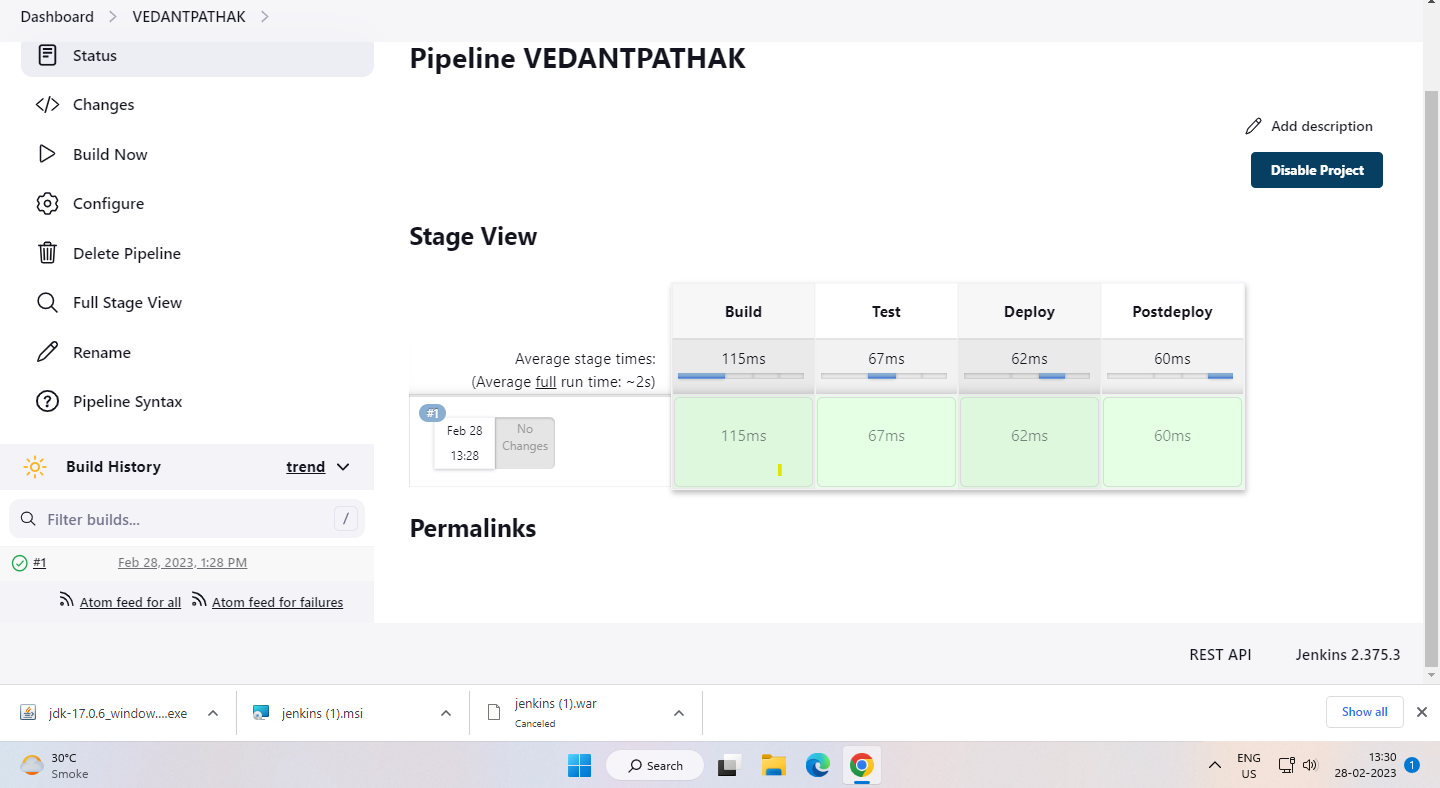 Dashboard
VEDANTPATHAK
Status
Changes
Build Now
Configure
Delete Pipeline
Full Stage View
Rename
Pipeline Syntax
Build History
trend
Filter builds...
/
#1
Feb 28, 2023, 1:28 PM
Atom feed for all
Atom feed for failures
Pipeline VEDANTPATHAK
Add description
Disable Project
Stage View
Build
Test
Deploy
Postdeploy
Average stage times:
(Average full run time: ~2s)
115ms
67ms
62ms
60ms
#1
Feb 28
13:28
No
Changes
115ms
67ms
62ms
60ms
Permalinks
REST API
Jenkins 2.375.3
jdk-17.0.6_window....exe
jenkins (1).msi
jenkins (1).war
Canceled
Show all
30°C
Smoke
Search
ENG
US
13:30
28-02-2023
1